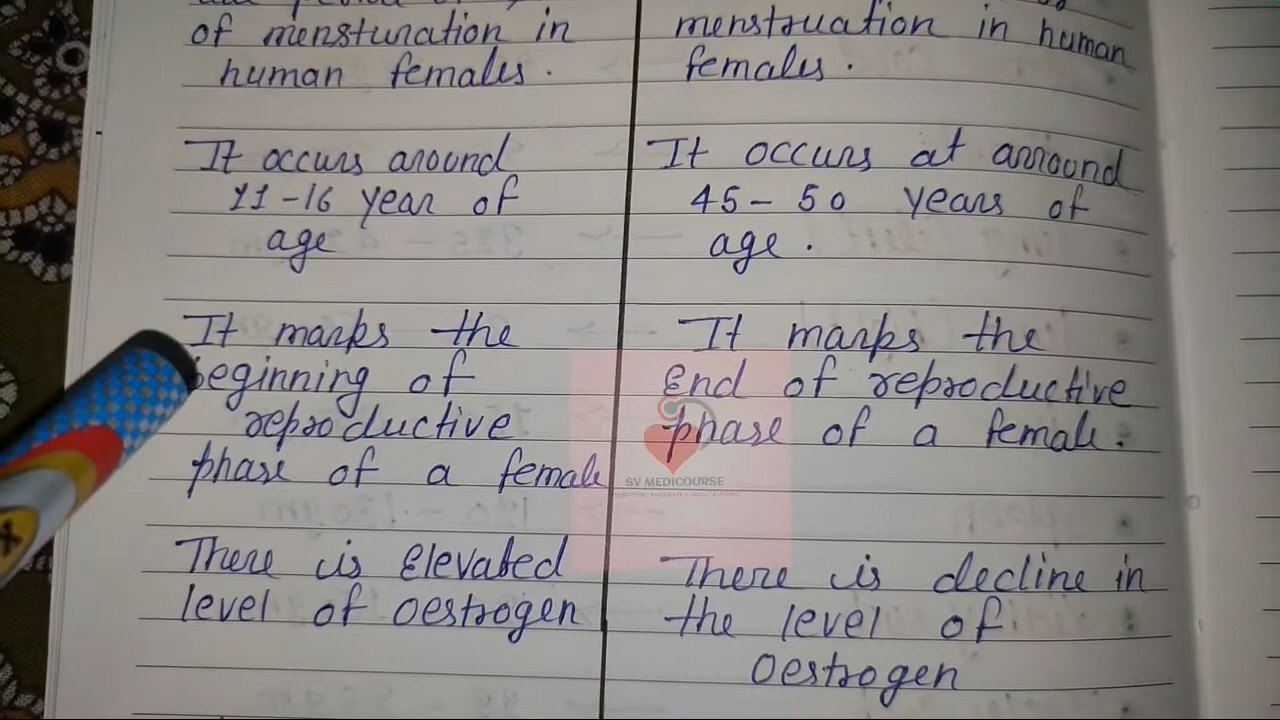 of menstruation in
human females.
It occurs around
11-16 year of
age
It marks the
beginning of
reproductive
phase of a female
There is Elevated
level of oestrogen
menstruation in human
females.
It occurs at arround
45-50 years of
age.
It marks the
End of reproductive
phase of a female.
There is decline in
the level of
Oestrogen
SV MEDICOURSE